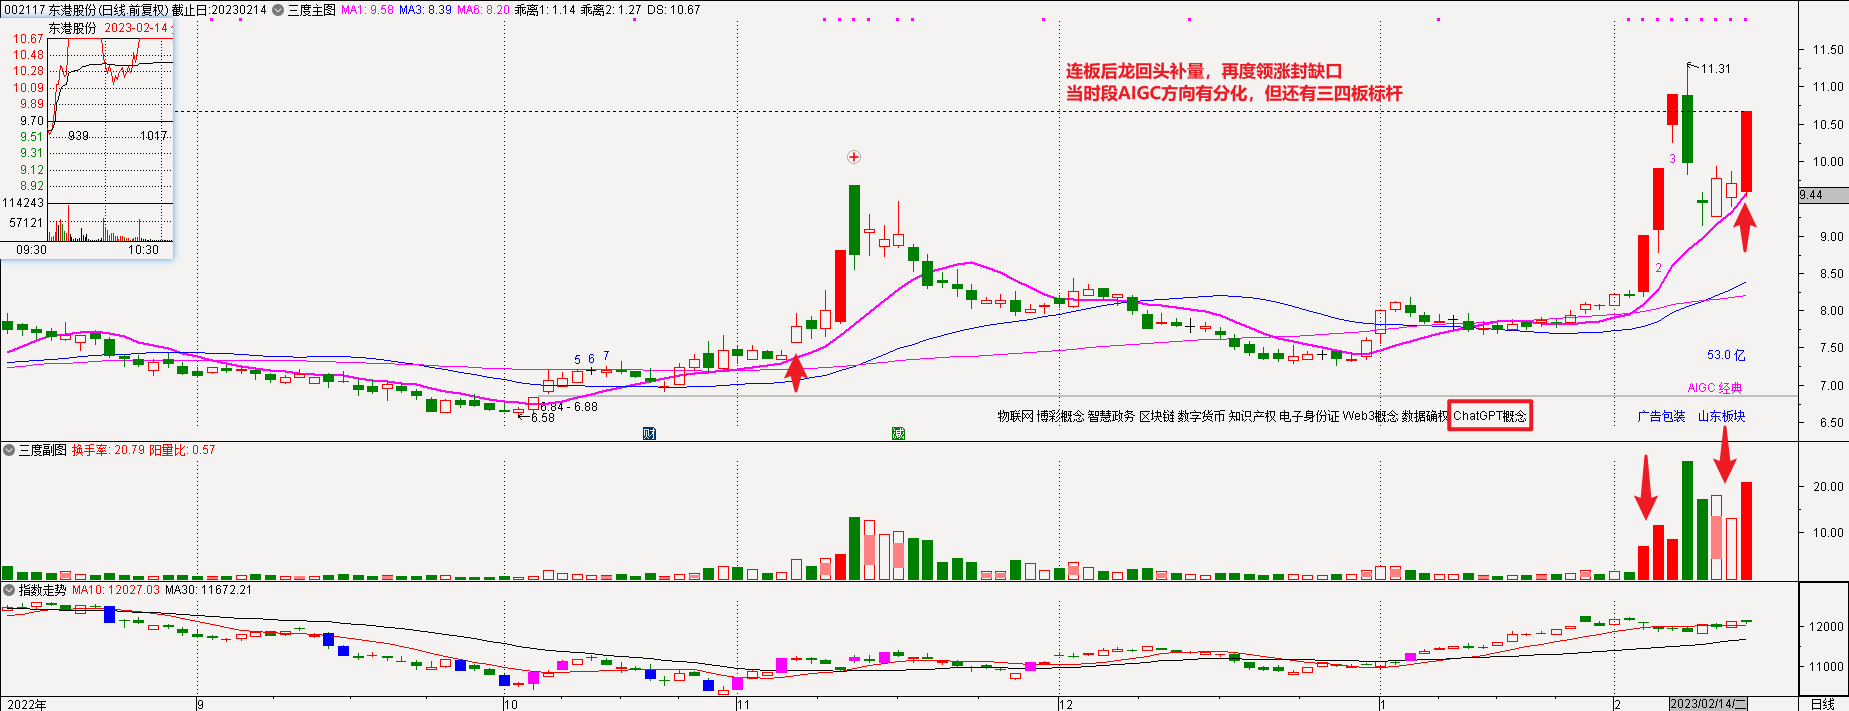 002117 东港股份(日线.前复权) 截止日:20230214 三度主图 MA1: 9.58 MA3: 8.39 MA6: 8.20 乖离1: 1.14 乖离2: 1.27 DS: 10.67
东港股份 2023-02-14
10.67
10.48
10.28
10.09
9.89
9.70
9.51
9.31
9.12
8.92
939
1017
114243
57121
09:30 10:30
连板后龙回头补量，再度领涨封缺口
当时段AIGC方向有分化，但还有三四板标杆
11.31
3
2
5 6 7
6.84 - 6.88
6.58
财
减
53.0 亿
AIGC 经典
物联网 博彩概念 智慧政务 区块链 数字货币 知识产权 电子身份证 Web3概念 数据确权 ChatGPT概念
广告包装 山东板块
11.50
11.00
10.50
10.00
9.44
9.00
8.50
8.00
7.50
7.00
6.50
三度副图 换手率: 20.79 阳量比: 0.57
20.00
10.00
指数走势 MA10: 12027.03 MA30: 11672.21
12000
11000
2022年 9 10 11 12 1 2 2023/02/14/二 日线